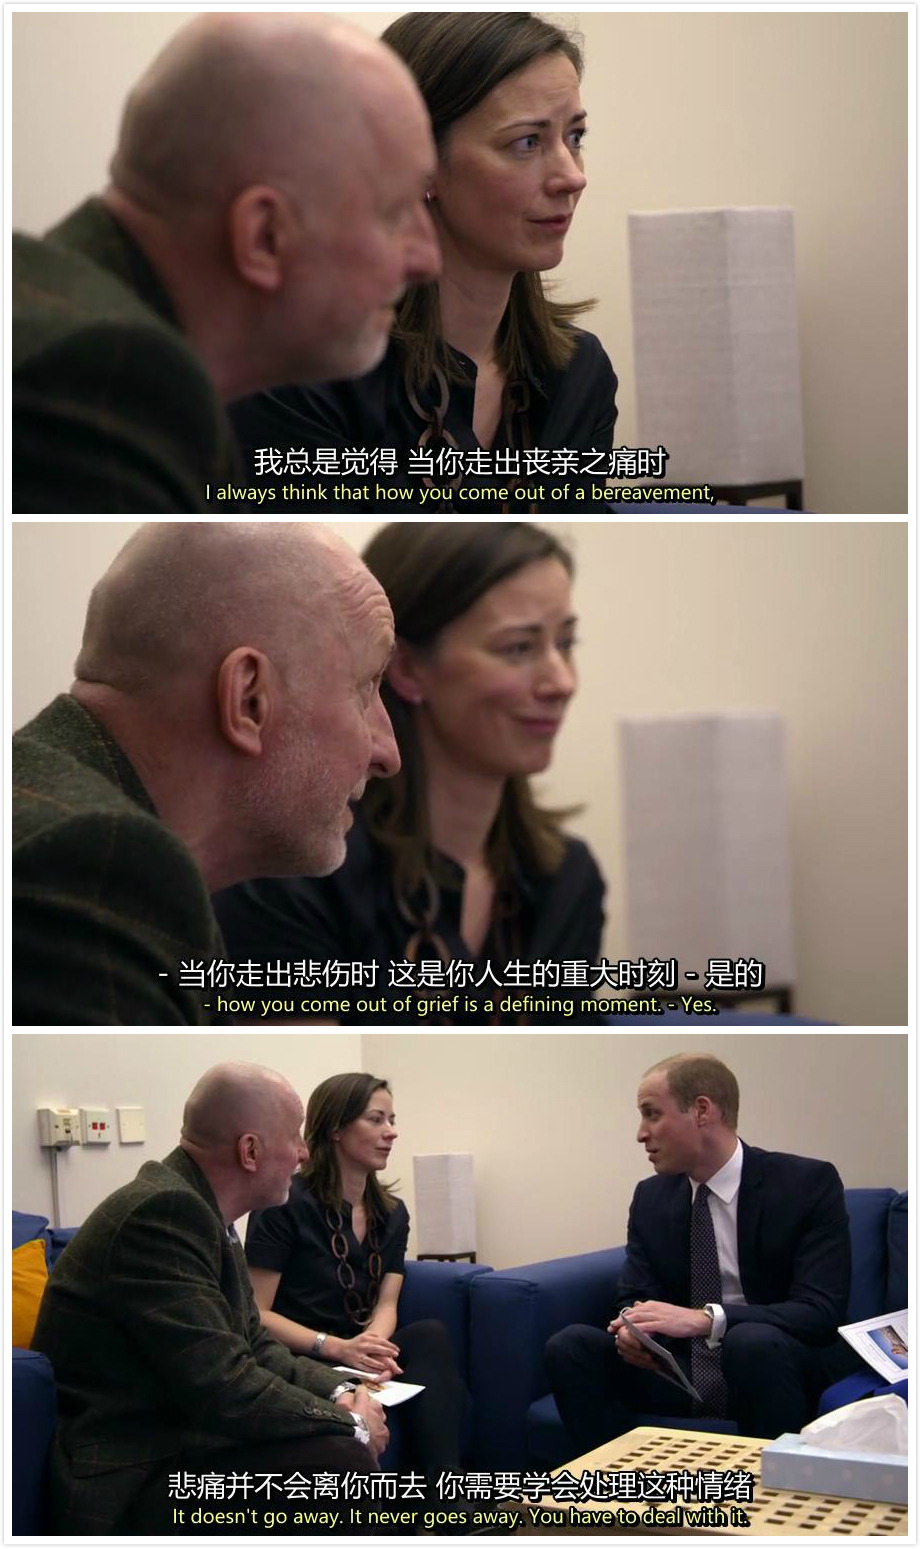 我总是觉得 当你走出丧亲之痛时
I always think that how you come out of a bereavement,
- 当你走出悲伤时 这是你人生的重大时刻 - 是的
- how you come out of grief is a defining moment. - Yes.
悲痛并不会离你而去 你需要学会处理这种情绪
It doesn't go away. It never goes away. You have to deal with it.